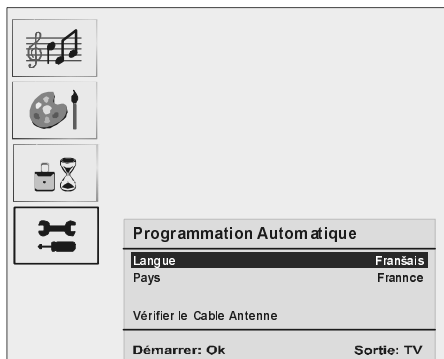 Programmation Automatique
Langue Franšais
Pays Frannce
Vérifier le Cable Antenne
Démarrer: Ok Sortie: TV